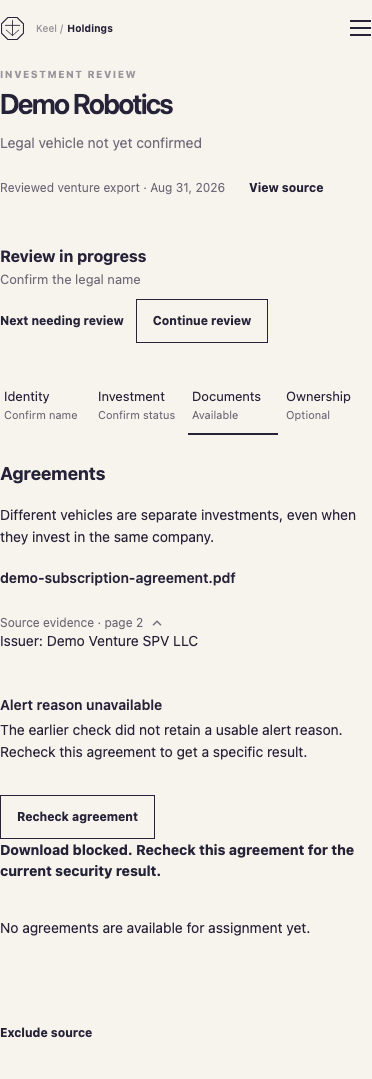 Keel / Holdings
INVESTMENT REVIEW
Demo Robotics
Legal vehicle not yet confirmed
Reviewed venture export · Aug 31, 2026 View source
Review in progress
Confirm the legal name
Next needing review Continue review
Identity Investment Documents Ownership
Confirm name Confirm status Available Optional
Agreements
Different vehicles are separate investments, even when
they invest in the same company.
demo-subscription-agreement.pdf
Source evidence · page 2
Issuer: Demo Venture SPV LLC
Alert reason unavailable
The earlier check did not retain a usable alert reason.
Recheck this agreement to get a specific result.
Recheck agreement
Download blocked. Recheck this agreement for the
current security result.
No agreements are available for assignment yet.
Exclude source